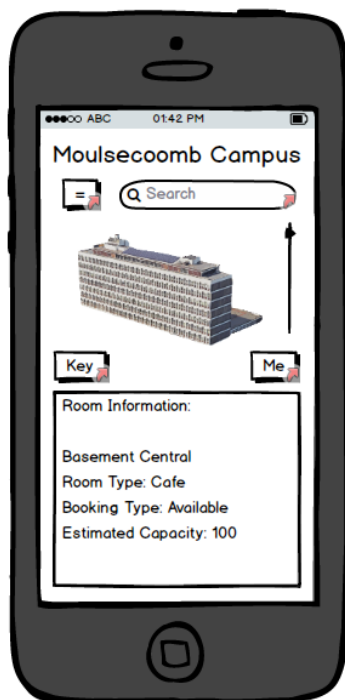 ABC 01:42 PM
Moulsecoomb Campus
= Search
Key Me
Room Information:
Basement Central
Room Type: Cafe
Booking Type: Available
Estimated Capacity: 100